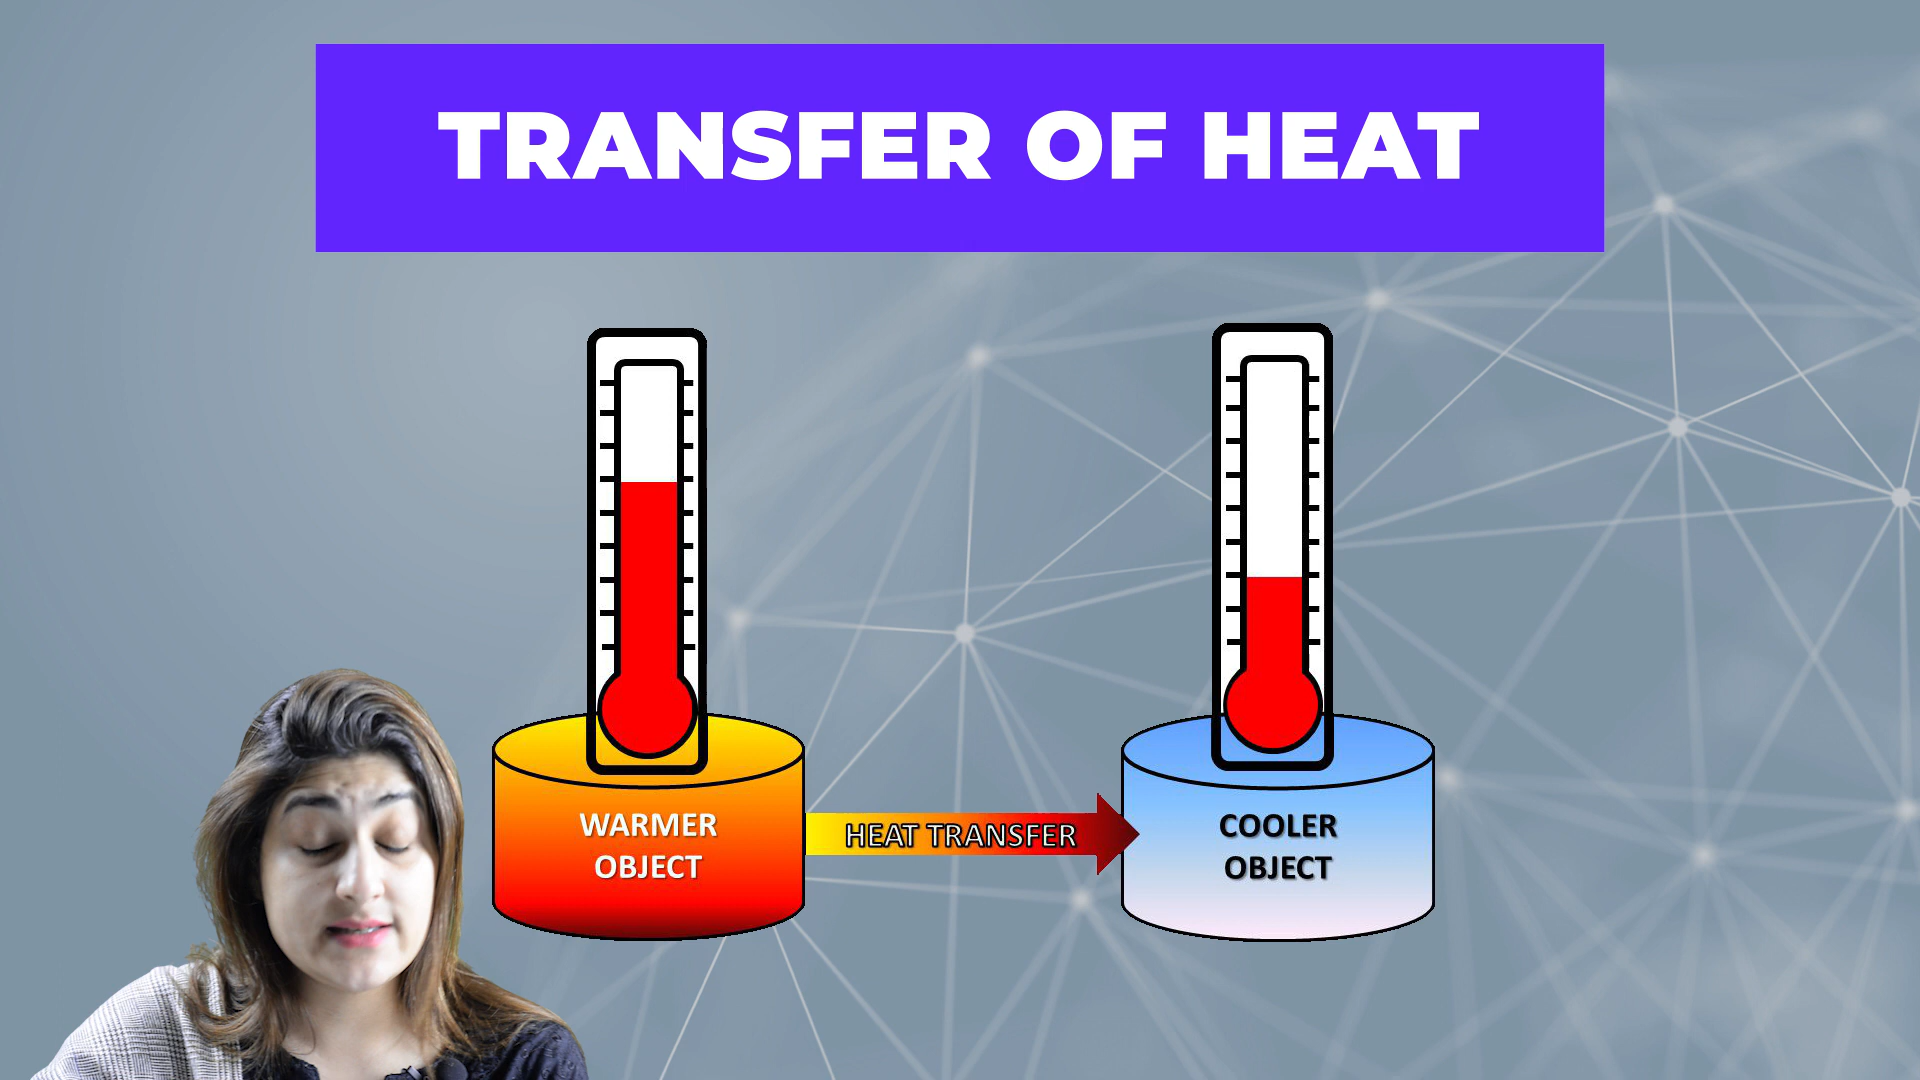 TRANSFER OF HEAT
WARMER
OBJECT
HEAT TRANSFER
COOLER
OBJECT